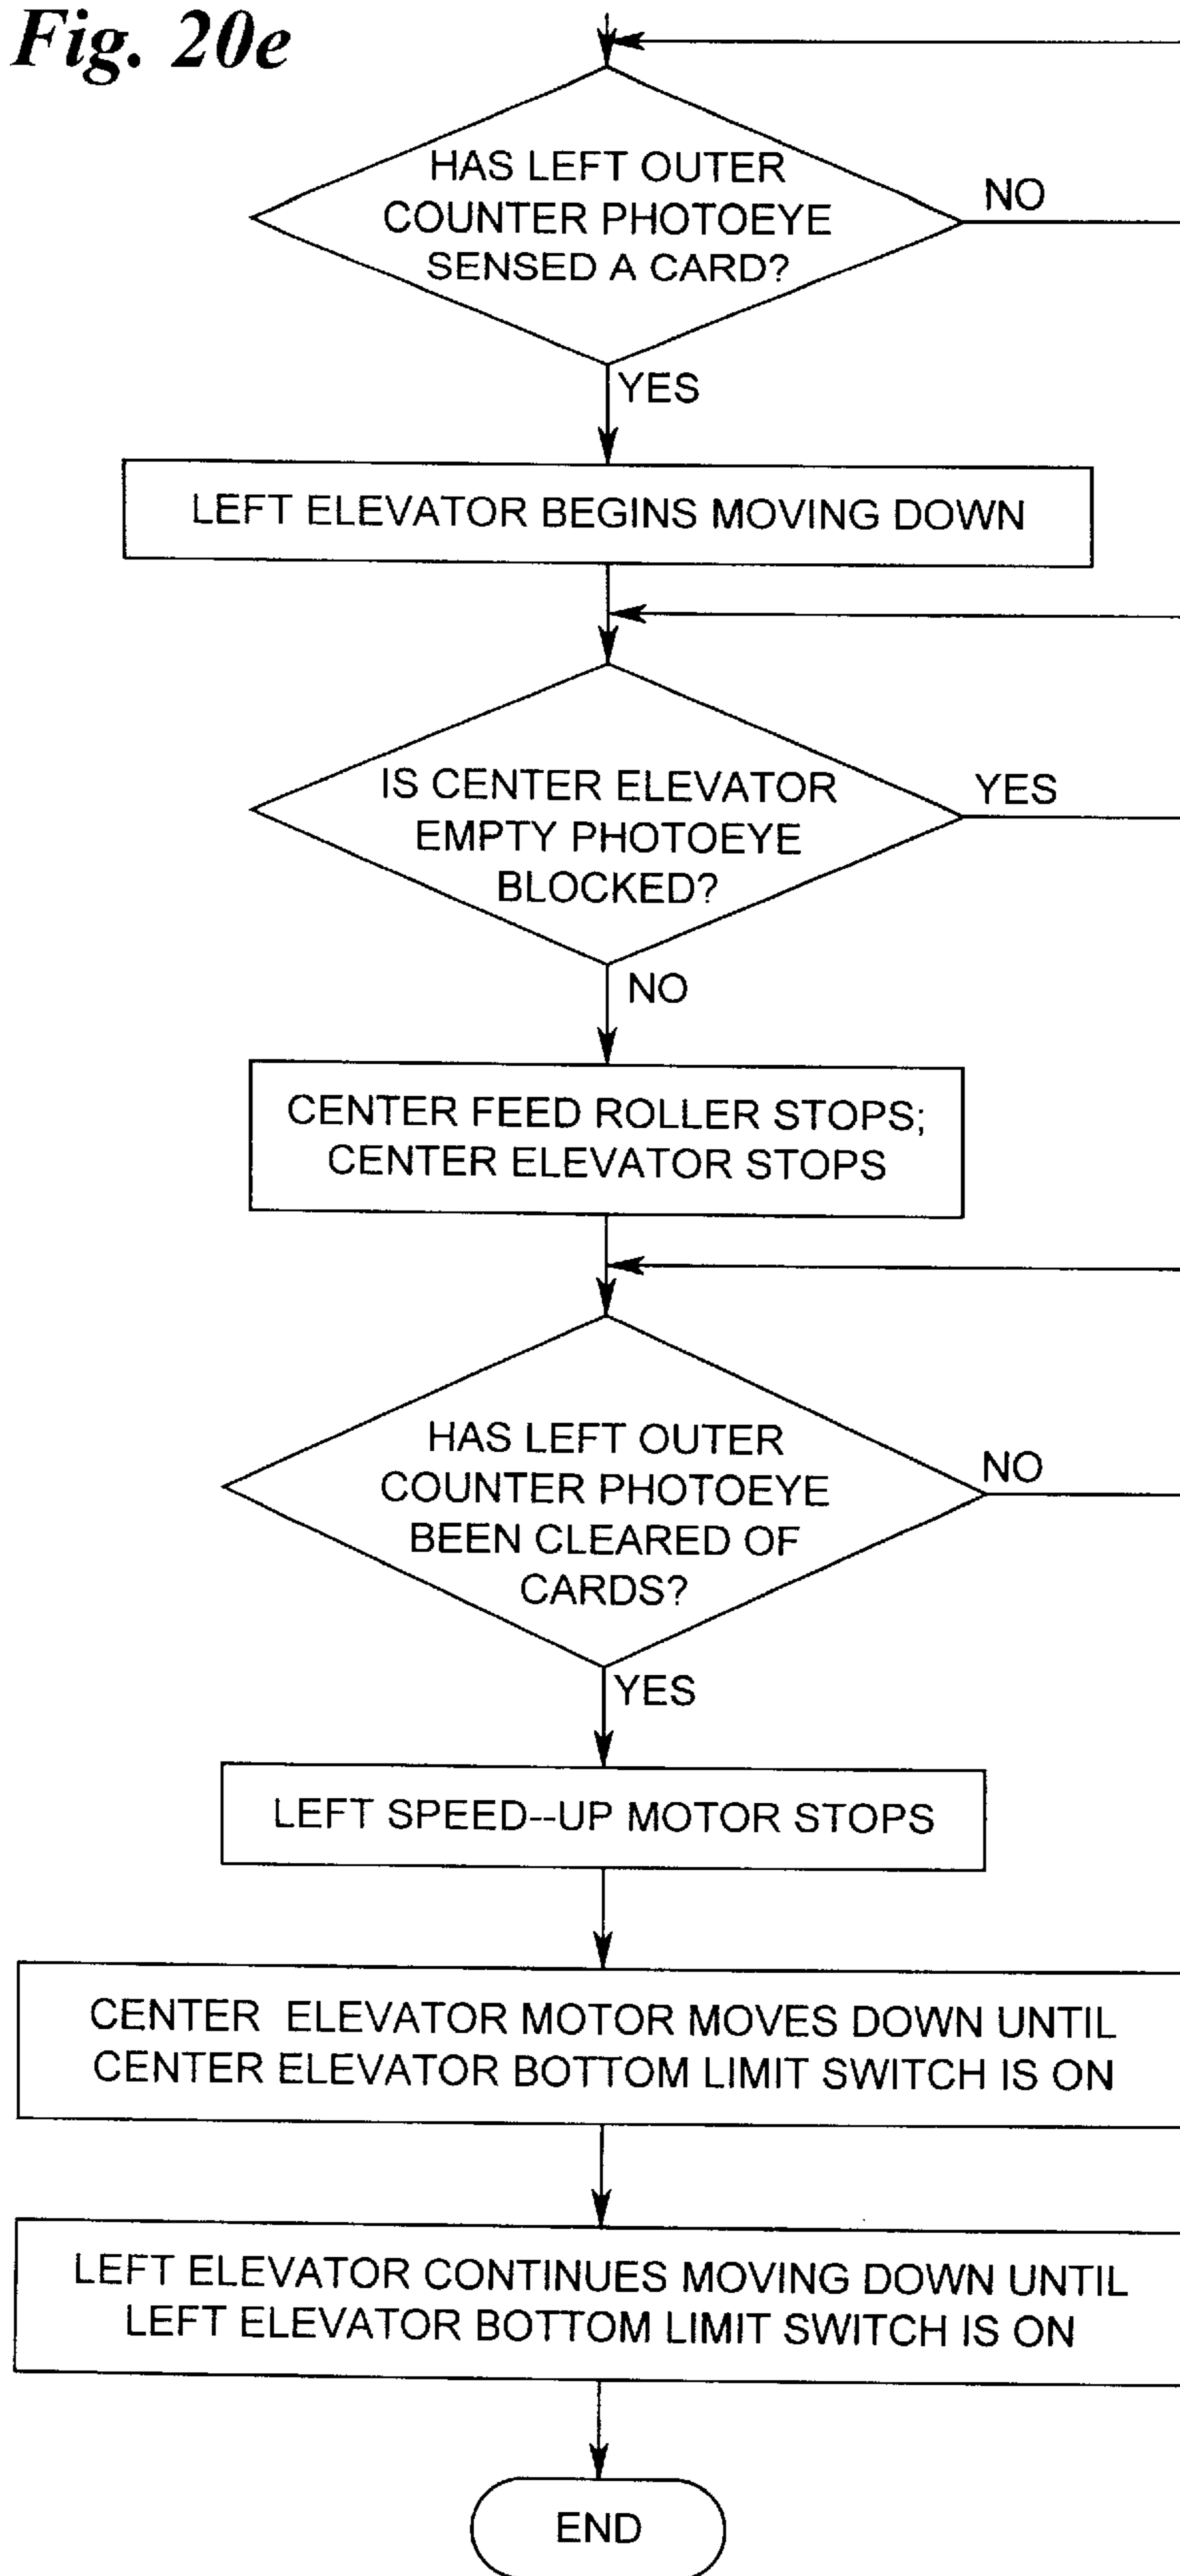 Fig. 20e
HAS LEFT OUTER
COUNTER PHOTOEYE
SENSED A CARD?
NO
YES
LEFT ELEVATOR BEGINS MOVING DOWN
IS CENTER ELEVATOR
EMPTY PHOTOEYE
BLOCKED?
YES
NO
CENTER FEED ROLLER STOPS;
CENTER ELEVATOR STOPS
HAS LEFT OUTER
COUNTER PHOTOEYE
BEEN CLEARED OF
CARDS?
NO
YES
LEFT SPEED--UP MOTOR STOPS
CENTER ELEVATOR MOTOR MOVES DOWN UNTIL
CENTER ELEVATOR BOTTOM LIMIT SWITCH IS ON
LEFT ELEVATOR CONTINUES MOVING DOWN UNTIL
LEFT ELEVATOR BOTTOM LIMIT SWITCH IS ON
END